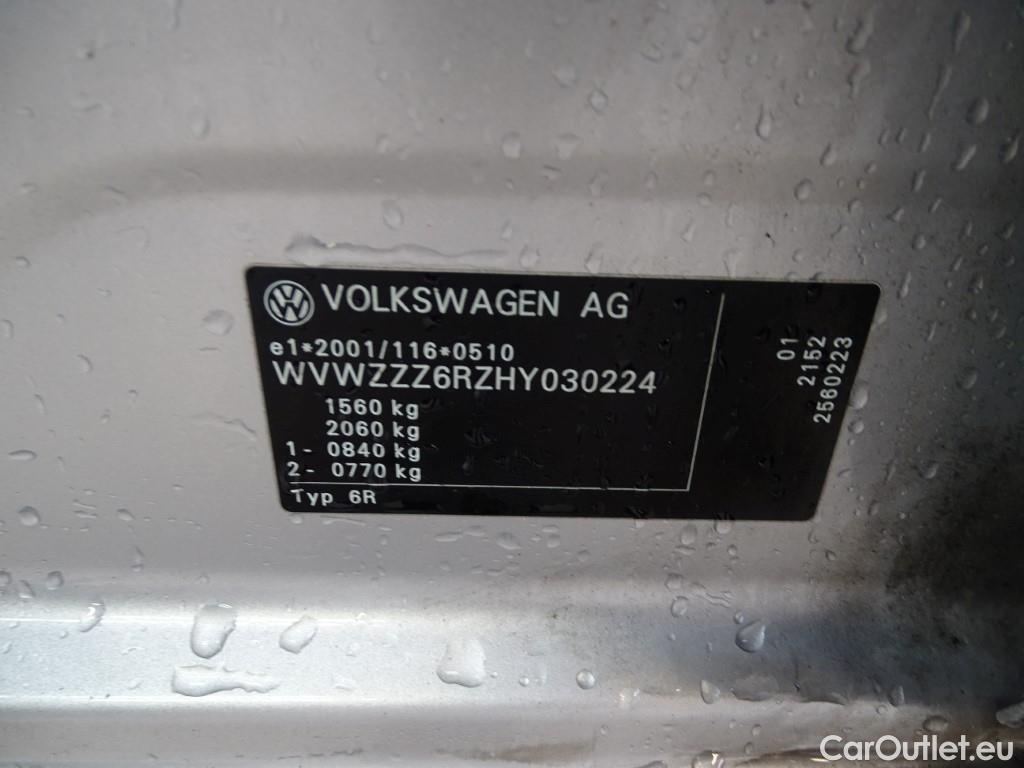 VOLKSWAGEN AG
e1*2001/116*0510
WVWZZZ6RZHY030224
1560 kg
2060 kg
1- 0840 kg
2- 0770 kg
Typ 6R
01
2152
2560223
CarOutlet.eu